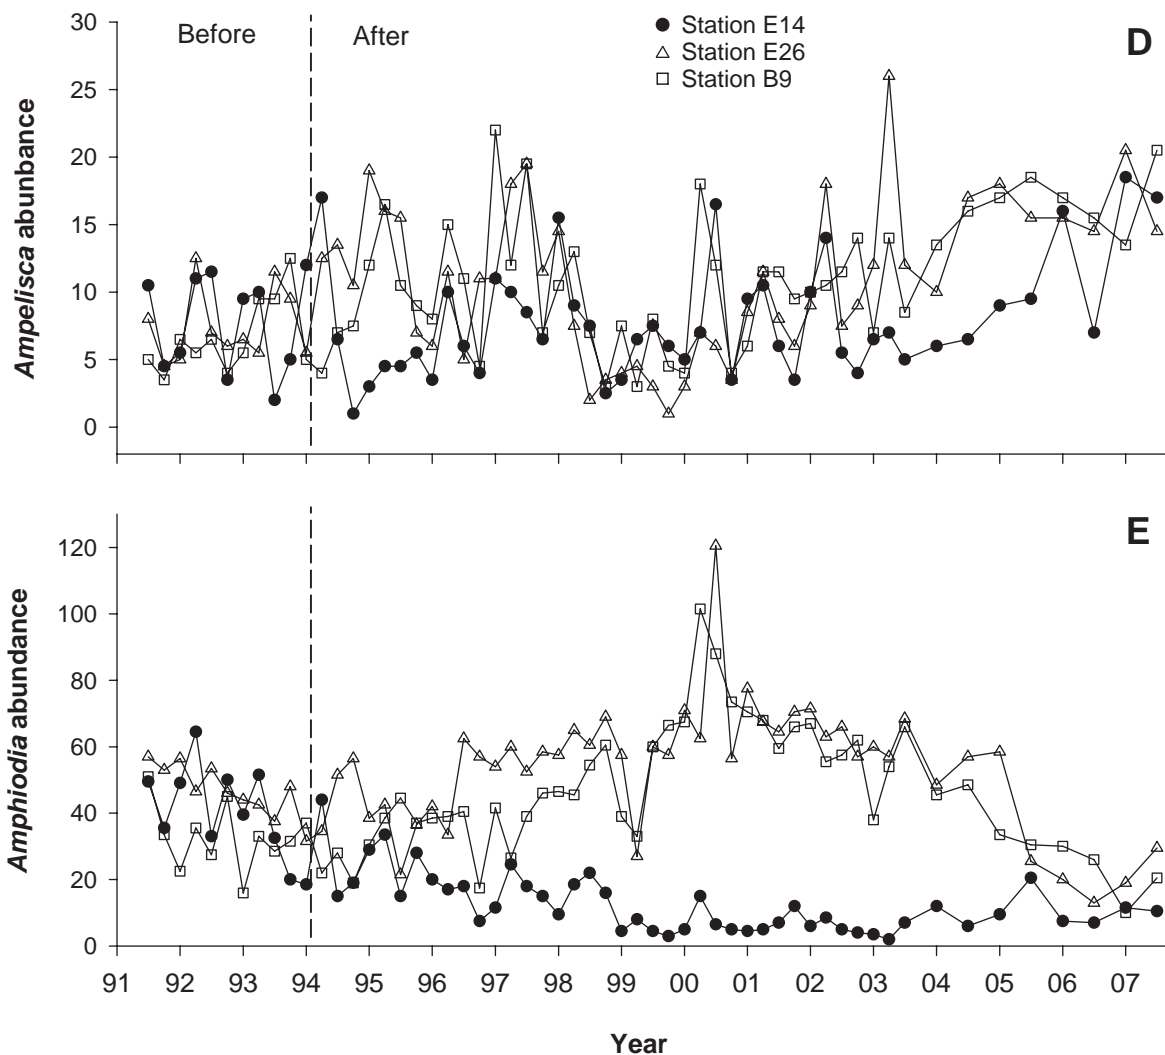 30
25
20
15
10
5
0
Ampelisca abunbance
Before
After
Station E14
Station E26
Station B9
D
120
100
80
60
40
20
0
Amphiodia abundance
E
91 92 93 94 95 96 97 98 99 00 01 02 03 04 05 06 07
Year